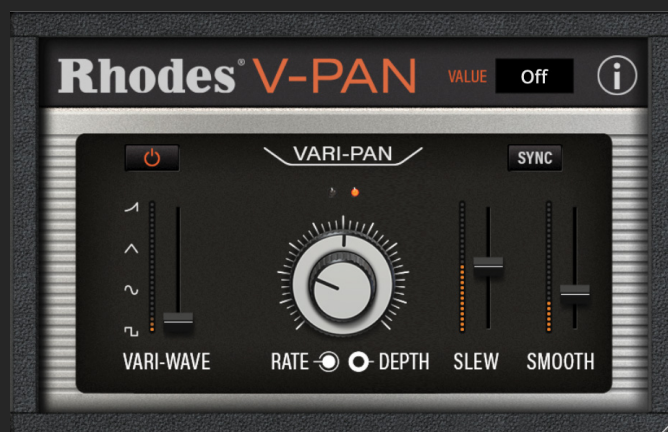 Rhodes® V-PAN VALUE Off i
VARI-PAN SYNC
VARI-WAVE RATE DEPTH SLEW SMOOTH